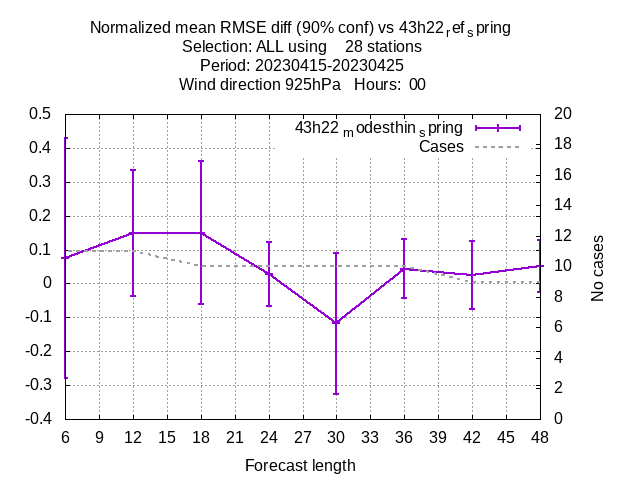 Normalized mean RMSE diff (90% conf) vs 43h22refspring
Selection: ALL using 28 stations
Period: 20230415-20230425
Wind direction 925hPa Hours: 00
0.5 20
43h22modesthinspring
Cases
0.4 18
0.3 16
0.2 14
0.1 12
0 10
-0.1 8
-0.2 6
-0.3 4
-0.4 2
0
No cases
6 9 12 15 18 21 24 27 30 33 36 39 42 45 48
Forecast length